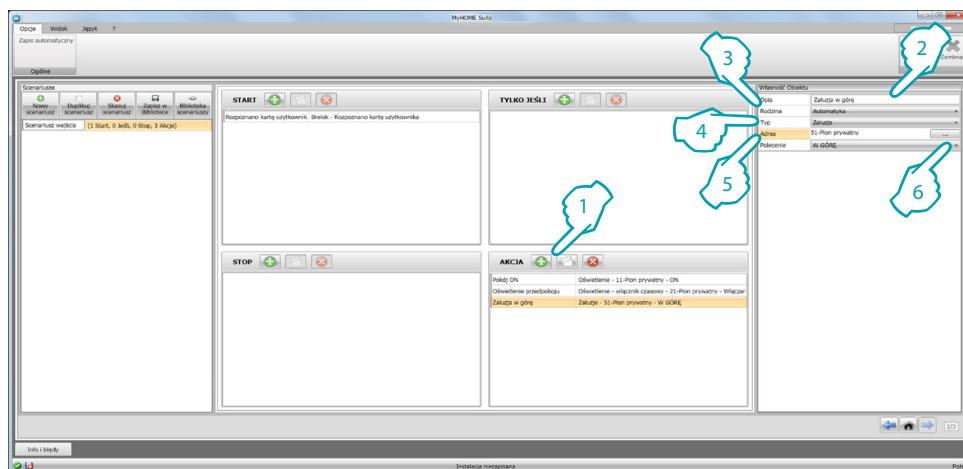 MyHOME Suite
Opcje Widok Język ?
Zapis automatyczny
Zamknąć
Ogólne
Scenariusze
Nowy scenariusz
Duplikuj scenariusz
Skasuj scenariusz
Zapisz w Bibliotece
Biblioteka scenariuszy
Scenariusz wejścia (1 Start, 0 Jeśli, 0 Stop, 3 Akcje)
START
Rozpoznano kartę użytkownik. Brelok - Rozpoznano kartę użytkownika
TYLKO JEŚLI
STOP
AKCJA
Pokój ON Oświetlenie - 11-Pion prywatny - ON
Oświetlenie przedpokoju Oświetlenie - włącznik czasowy - 21-Pion prywatny - Włączar
Żaluzja w górę Żaluzje - 51-Pion prywatny - W GÓRĘ
Własność Obiektu
Opis Żaluzja w górę
Rodzina Automatyka
Typ Żaluzje
Adres 51-Pion prywatny ...
Polecenie W GÓRĘ
1
2
3
4
5
6
2/2
Info i błędy
Instalacja niezapisana